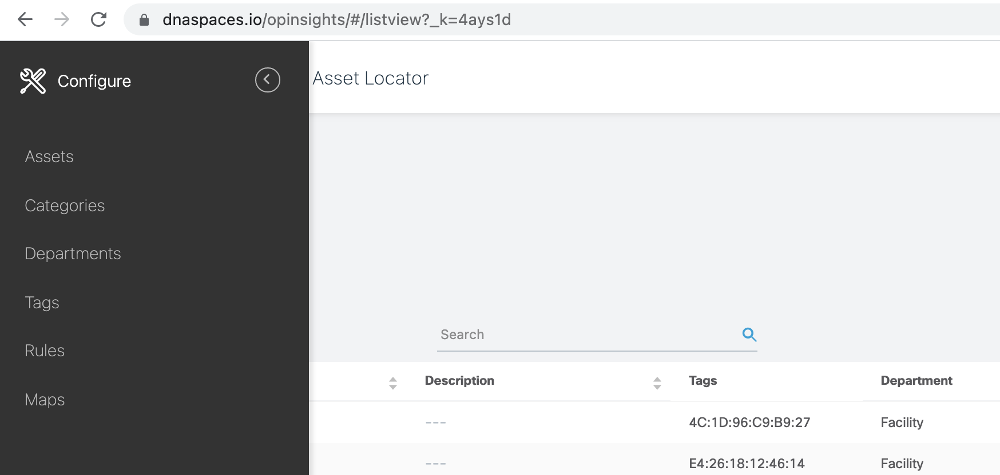 dnaspaces.io/opinsights/#/listview?_k=4ays1d
Configure
Asset Locator
Assets
Categories
Departments
Tags
Rules
Maps
Search
Description Tags Department
--- 4C:1D:96:C9:B9:27 Facility
--- E4:26:18:12:46:14 Facility